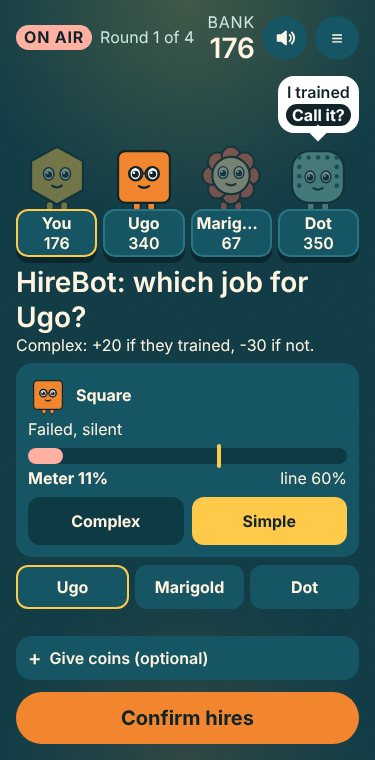 ON AIR Round 1 of 4 BANK 176
I trained
Call it?
You
176
Ugo
340
Marig...
67
Dot
350
HireBot: which job for
Ugo?
Complex: +20 if they trained, -30 if not.
Square
Failed, silent
Meter 11% line 60%
Complex Simple
Ugo Marigold Dot
+ Give coins (optional)
Confirm hires